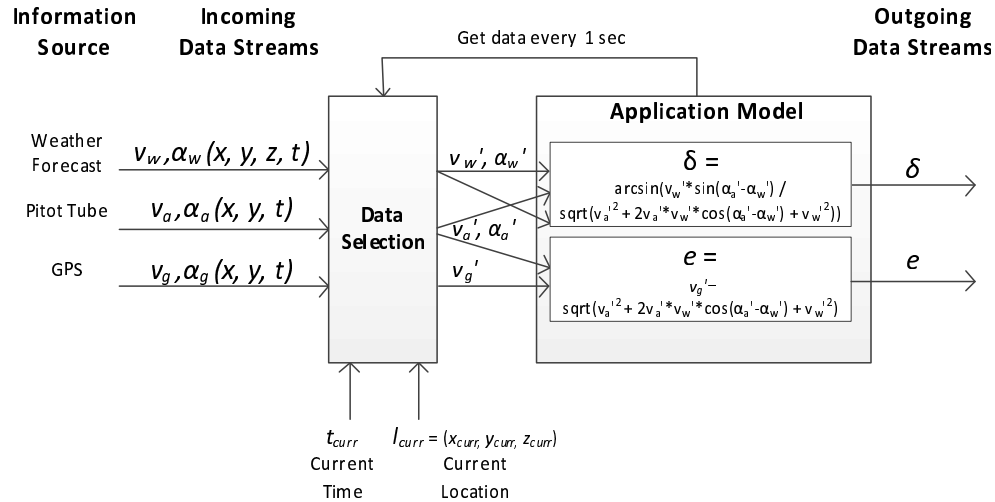 Information
Source
Incoming
Data Streams
Outgoing
Data Streams
Get data every 1 sec
Weather
Forecast
v_w,α_w(x, y, z, t)
Pitot Tube
v_a,α_a(x, y, t)
GPS
v_g,α_g(x, y, t)
Data
Selection
v_w', α_w'
v_a', α_a'
v_g'
Application Model
δ =
arcsin(v_w'*sin(α_a'-α_w') /
sqrt(v_a'² + 2v_a'*v_w'*cos(α_a'-α_w') + v_w'²))
e =
v_g'–
sqrt(v_a'² + 2v_a'*v_w'*cos(α_a'-α_w') + v_w'²)
δ
e
t_curr
Current
Time
l_curr = (x_curr, y_curr, z_curr)
Current
Location